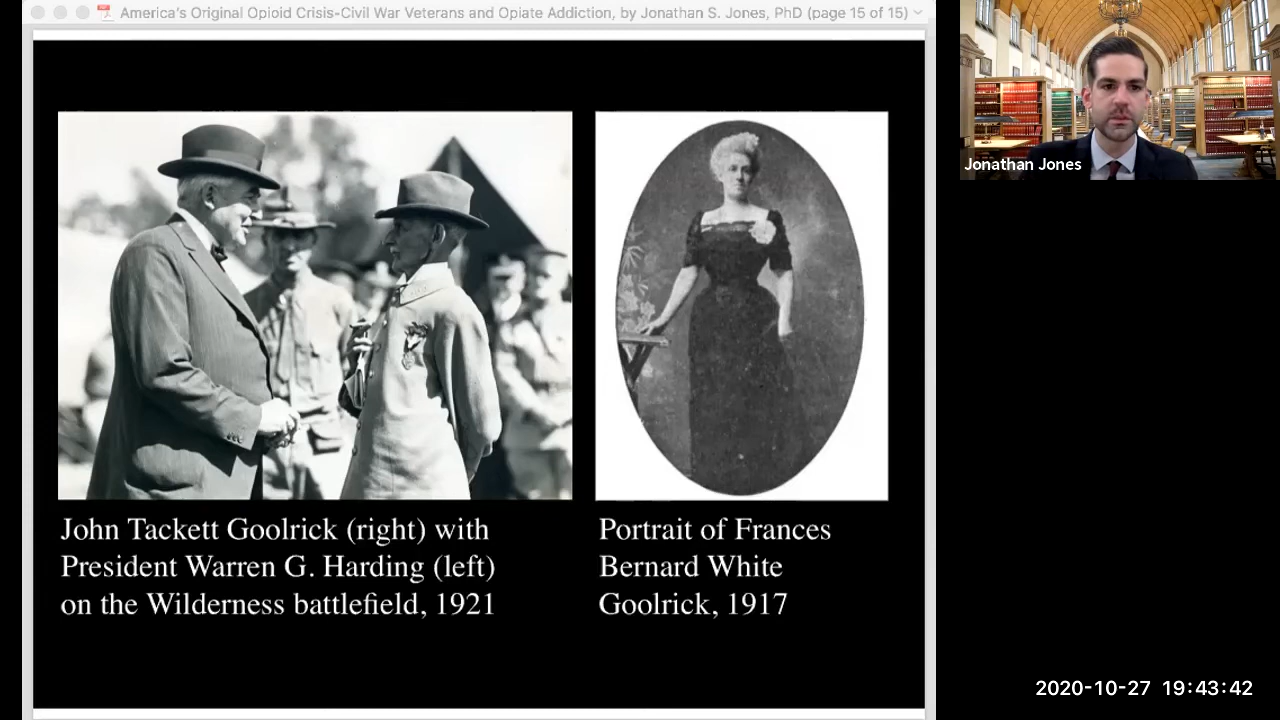 America's Original Opioid Crisis-Civil War Veterans and Opiate Addiction, by Jonathan S. Jones, PhD (page 15 of 15)
Jonathan Jones
John Tackett Goolrick (right) with
President Warren G. Harding (left)
on the Wilderness battlefield, 1921
Portrait of Frances
Bernard White
Goolrick, 1917
2020-10-27 19:43:42